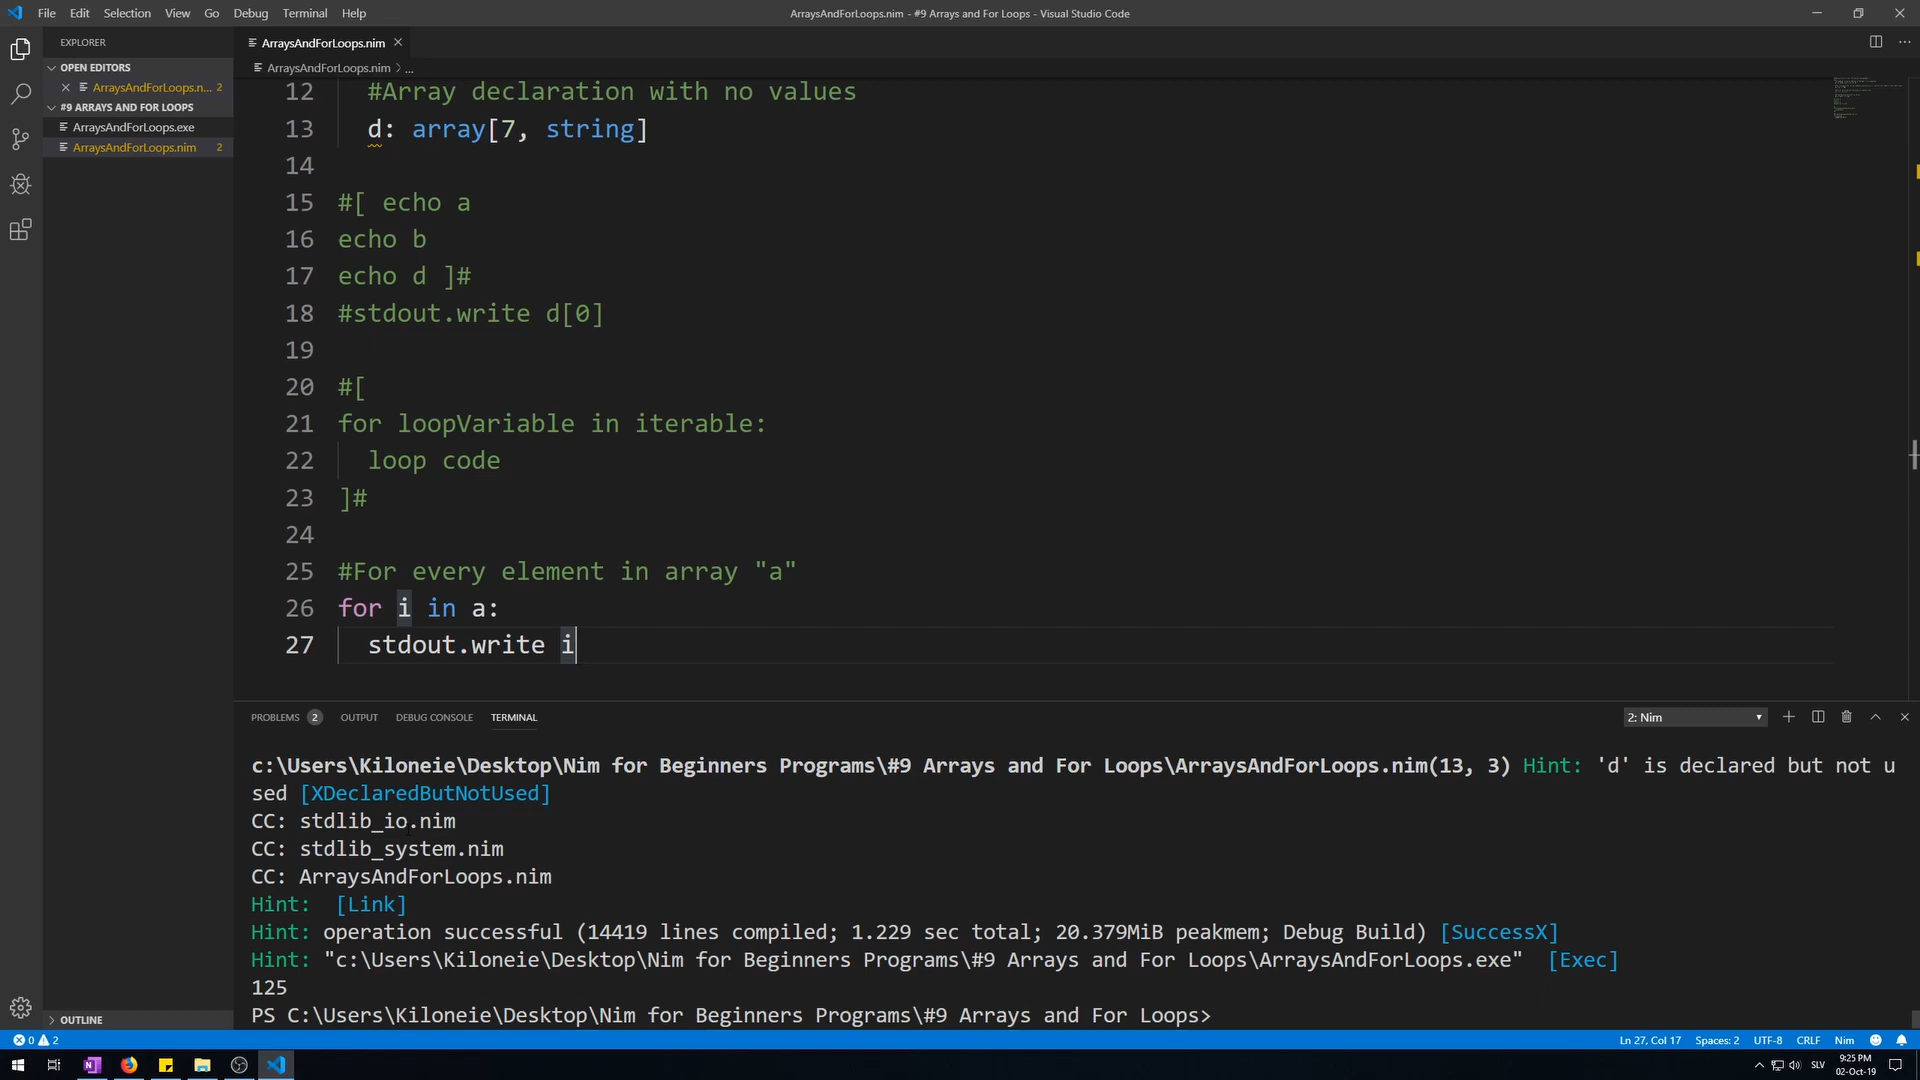 File Edit Selection View Go Debug Terminal Help
ArraysAndForLoops.nim - #9 Arrays and For Loops - Visual Studio Code
EXPLORER
OPEN EDITORS
ArraysAndForLoops.n... 2
#9 ARRAYS AND FOR LOOPS
ArraysAndForLoops.exe
ArraysAndForLoops.nim 2
OUTLINE
ArraysAndForLoops.nim
ArraysAndForLoops.nim > ...
12 #Array declaration with no values
13 d: array[7, string]
14
15 #[ echo a
16 echo b
17 echo d ]#
18 #stdout.write d[0]
19
20 #[
21 for loopVariable in iterable:
22 loop code
23 ]#
24
25 #For every element in array "a"
26 for i in a:
27 stdout.write i
PROBLEMS 2 OUTPUT DEBUG CONSOLE TERMINAL
2: Nim
c:\Users\Kiloneie\Desktop\Nim for Beginners Programs\#9 Arrays and For Loops\ArraysAndForLoops.nim(13, 3) Hint: 'd' is declared but not u
sed [XDeclaredButNotUsed]
CC: stdlib_io.nim
CC: stdlib_system.nim
CC: ArraysAndForLoops.nim
Hint: [Link]
Hint: operation successful (14419 lines compiled; 1.229 sec total; 20.379MiB peakmem; Debug Build) [SuccessX]
Hint: "c:\Users\Kiloneie\Desktop\Nim for Beginners Programs\#9 Arrays and For Loops\ArraysAndForLoops.exe" [Exec]
125
PS C:\Users\Kiloneie\Desktop\Nim for Beginners Programs\#9 Arrays and For Loops>
0 2
Ln 27, Col 17 Spaces: 2 UTF-8 CRLF Nim
SLV
9:25 PM
02-Oct-19